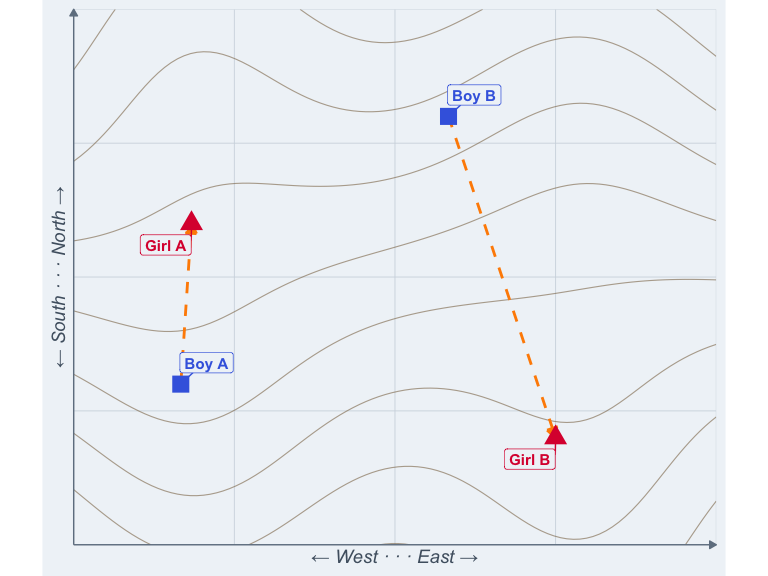 Boy B
← South · · · North →
Girl A
Boy A
Girl B
← West · · · East →